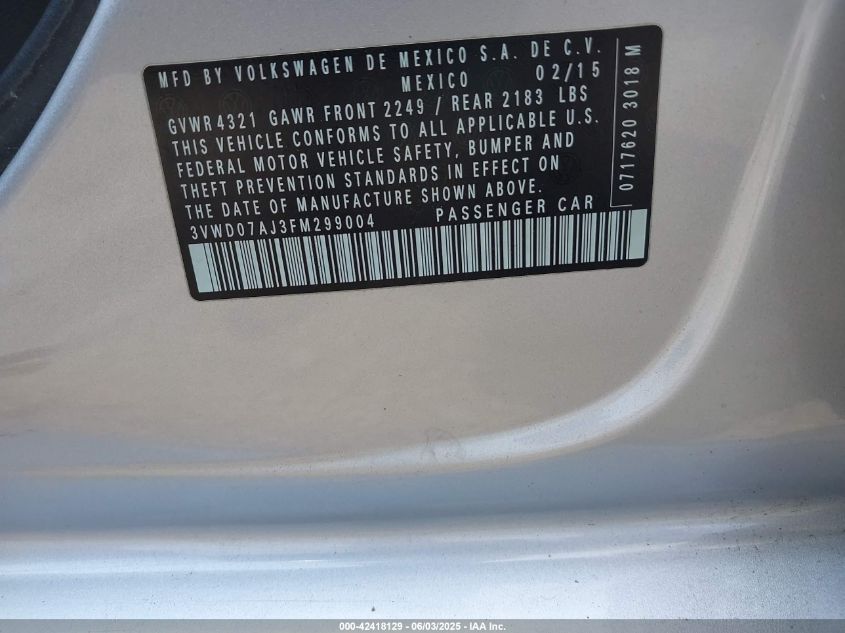 MFD BY VOLKSWAGEN DE MEXICO S.A. DE C.V.
MEXICO 02/15
GVWR 4321 GAWR FRONT 2249 / REAR 2183 LBS
THIS VEHICLE CONFORMS TO ALL APPLICABLE U.S.
FEDERAL MOTOR VEHICLE SAFETY, BUMPER AND
THEFT PREVENTION STANDARDS IN EFFECT ON
THE DATE OF MANUFACTURE SHOWN ABOVE.
3VWD07AJ3FM299004 PASSENGER CAR
0717620 3018 M
000-42418129 - 06/03/2025 - IAA Inc.